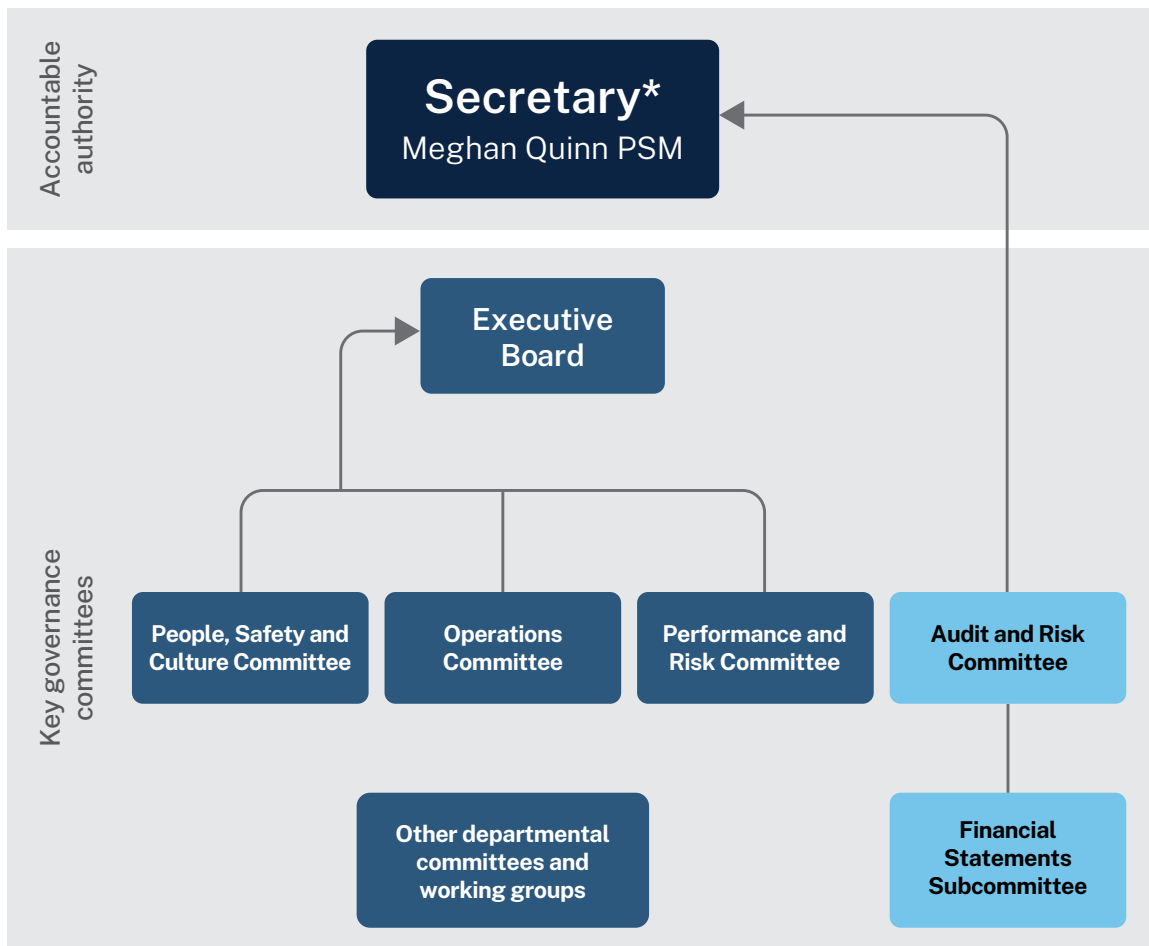 Accountable
authority
Secretary*
Meghan Quinn PSM
Key governance
committees
Executive
Board
People, Safety and
Culture Committee
Operations
Committee
Performance and
Risk Committee
Audit and Risk
Committee
Other departmental
committees and
working groups
Financial
Statements
Subcommittee